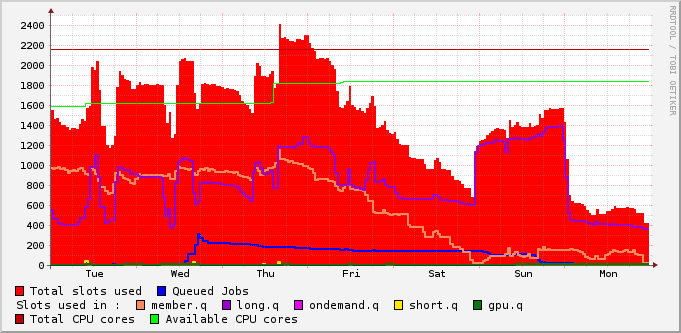 2400
2200
2000
1800
1600
1400
1200
1000
800
600
400
200
0
Tue Wed Thu Fri Sat Sun Mon
RRDTOOL / TOBI OETIKER
Total slots used Queued Jobs
Slots used in : member.q long.q ondemand.q short.q gpu.q
Total CPU cores Available CPU cores